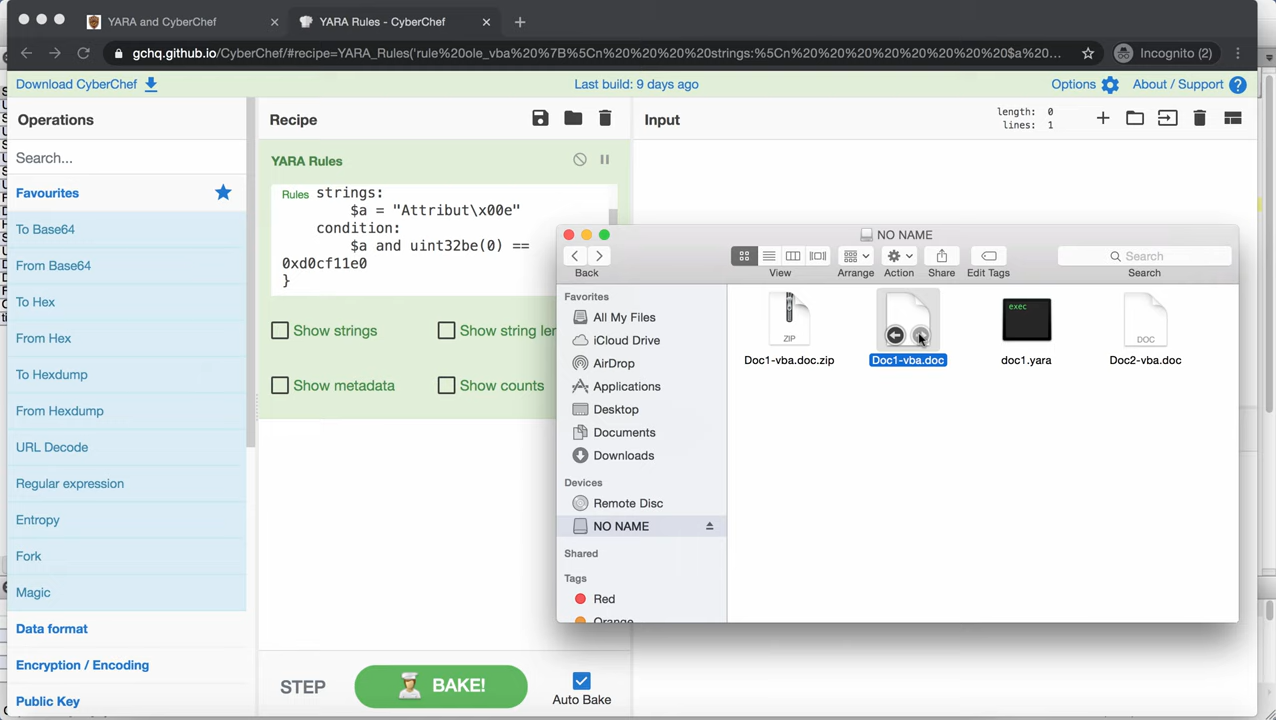 YARA and CyberChef
YARA Rules - CyberChef
gchq.github.io/CyberChef/#recipe=YARA_Rules('rule%20ole_vba%20%7B%5Cn%20%20%20%20strings:%5Cn%20%20%20%20%20%20%20%20$a%20...
Incognito (2)
Download CyberChef
Last build: 9 days ago
Options
About / Support
Operations
Search...
Favourites
To Base64
From Base64
To Hex
From Hex
To Hexdump
From Hexdump
URL Decode
Regular expression
Entropy
Fork
Magic
Data format
Encryption / Encoding
Public Key
Recipe
YARA Rules
Rules
strings:
$a = "Attribut\x00e"
condition:
$a and uint32be(0) ==
0xd0cf11e0
}
Show strings
Show string len
Show metadata
Show counts
STEP
BAKE!
Auto Bake
Input
length: 0
lines: 1
NO NAME
Back
View
Arrange
Action
Share
Edit Tags
Search
Search
Favorites
All My Files
iCloud Drive
AirDrop
Applications
Desktop
Documents
Downloads
Devices
Remote Disc
NO NAME
Shared
Tags
Red
Orange
ZIP
Doc1-vba.doc.zip
Doc1-vba.doc
exec
doc1.yara
DOC
Doc2-vba.doc